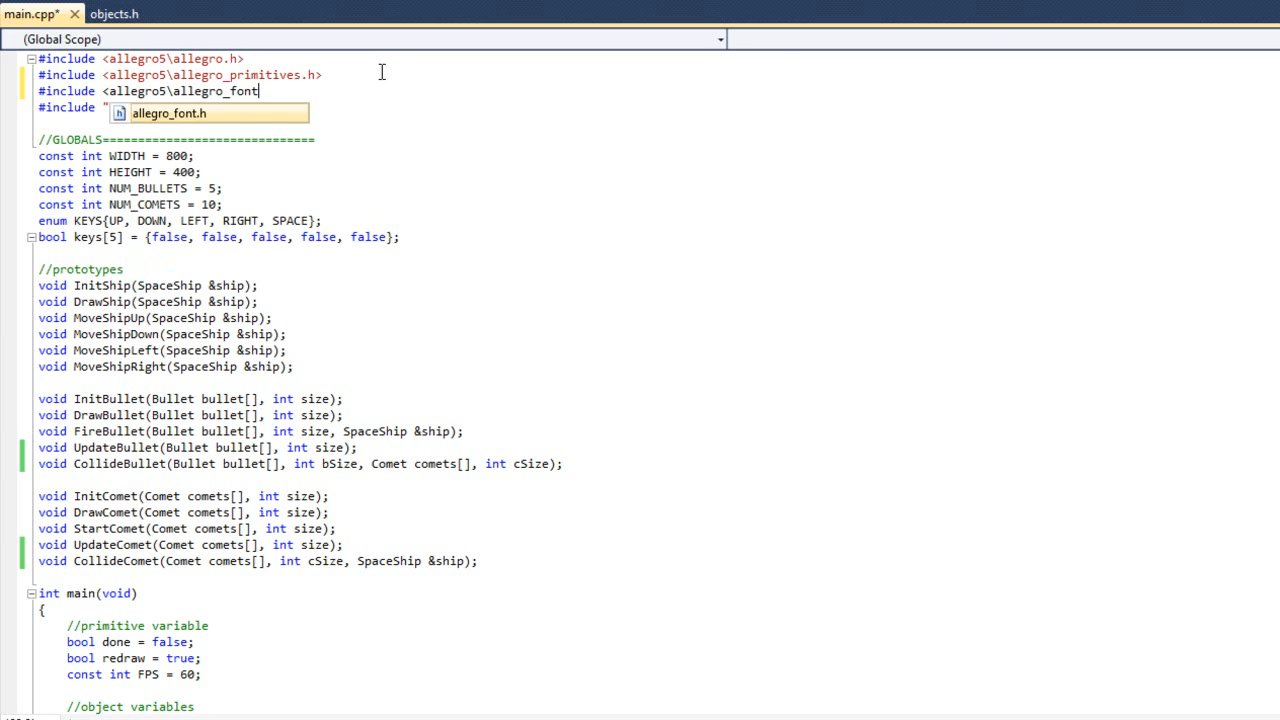 main.cpp* objects.h
(Global Scope)
#include <allegro5\allegro.h>
#include <allegro5\allegro_primitives.h>
#include <allegro5\allegro_font
#include "
allegro_font.h
//GLOBALS==============================
const int WIDTH = 800;
const int HEIGHT = 400;
const int NUM_BULLETS = 5;
const int NUM_COMETS = 10;
enum KEYS{UP, DOWN, LEFT, RIGHT, SPACE};
bool keys[5] = {false, false, false, false, false};
//prototypes
void InitShip(SpaceShip &ship);
void DrawShip(SpaceShip &ship);
void MoveShipUp(SpaceShip &ship);
void MoveShipDown(SpaceShip &ship);
void MoveShipLeft(SpaceShip &ship);
void MoveShipRight(SpaceShip &ship);
void InitBullet(Bullet bullet[], int size);
void DrawBullet(Bullet bullet[], int size);
void FireBullet(Bullet bullet[], int size, SpaceShip &ship);
void UpdateBullet(Bullet bullet[], int size);
void CollideBullet(Bullet bullet[], int bSize, Comet comets[], int cSize);
void InitComet(Comet comets[], int size);
void DrawComet(Comet comets[], int size);
void StartComet(Comet comets[], int size);
void UpdateComet(Comet comets[], int size);
void CollideComet(Comet comets[], int cSize, SpaceShip &ship);
int main(void)
{
//primitive variable
bool done = false;
bool redraw = true;
const int FPS = 60;
//object variables